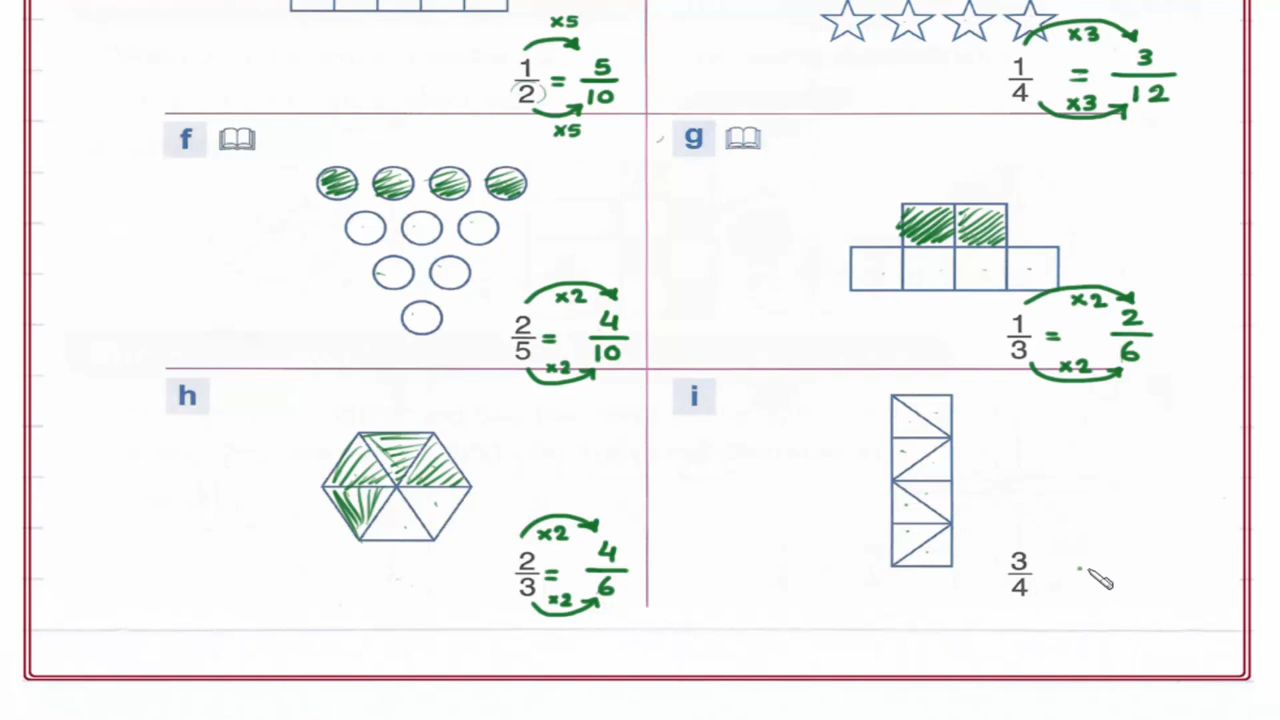 ×5
1/2 = 5/10
×5
×3
1/4 = 3/12
×3
f
×2
2/5 = 4/10
×2
g
×2
1/3 = 2/6
×2
h
×2
2/3 = 4/6
×2
i
3/4